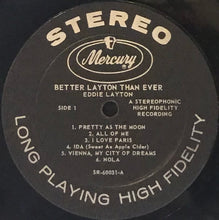 STEREO
Mercury
BETTER LAYTON THAN EVER
EDDIE LAYTON
SIDE 1
A STEREOPHONIC
HIGH FIDELITY
RECORDING
1. PRETTY AS THE MOON
2. ALL OF ME
3. I LOVE PARIS
4. IDA (Sweet As Apple Cider)
5. VIENNA, MY CITY OF DREAMS
6. NOLA
SR-60031-A
LONG PLAYING HIGH FIDELITY